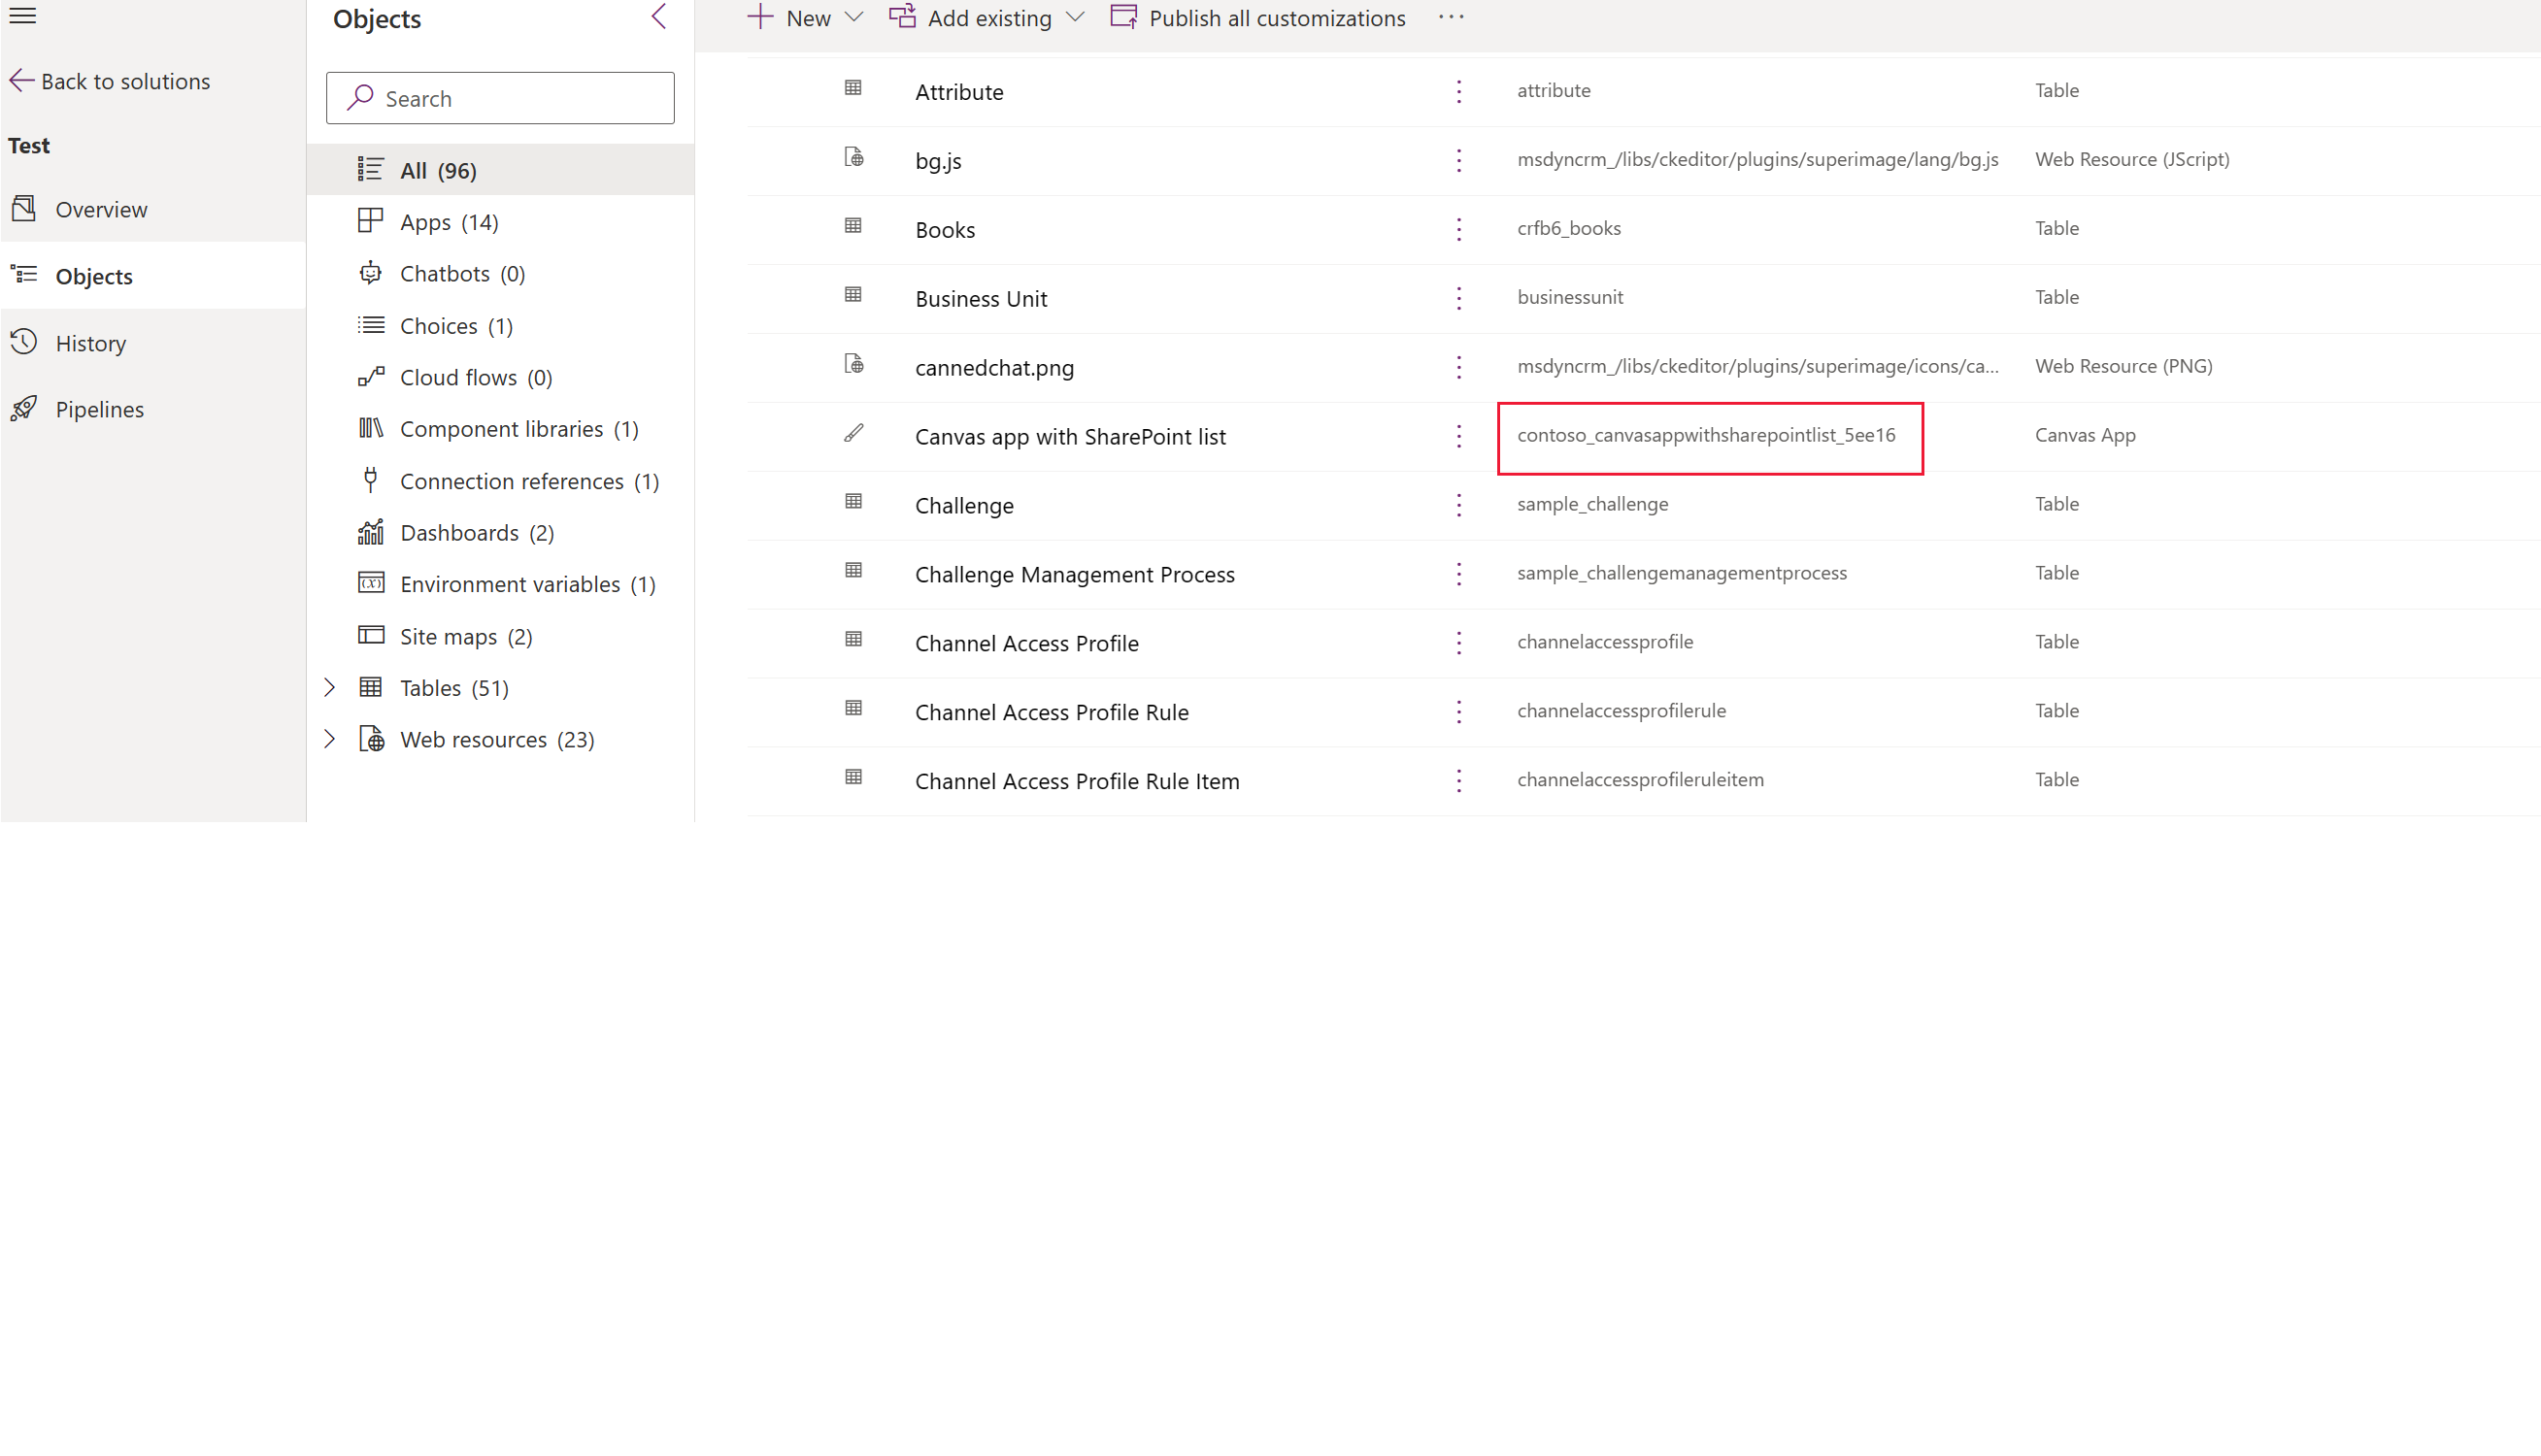 Back to solutions
Test
Overview
Objects
History
Pipelines
Objects
Search
All (96)
Apps (14)
Chatbots (0)
Choices (1)
Cloud flows (0)
Component libraries (1)
Connection references (1)
Dashboards (2)
Environment variables (1)
Site maps (2)
Tables (51)
Web resources (23)
New Add existing Publish all customizations ...
Attribute attribute Table
bg.js msdyncrm_/libs/ckeditor/plugins/superimage/lang/bg.js Web Resource (JScript)
Books crfb6_books Table
Business Unit businessunit Table
cannedchat.png msdyncrm_/libs/ckeditor/plugins/superimage/icons/ca... Web Resource (PNG)
Canvas app with SharePoint list contoso_canvasappwithsharepointlist_5ee16 Canvas App
Challenge sample_challenge Table
Challenge Management Process sample_challengemanagementprocess Table
Channel Access Profile channelaccessprofile Table
Channel Access Profile Rule channelaccessprofilerule Table
Channel Access Profile Rule Item channelaccessprofileruleitem Table